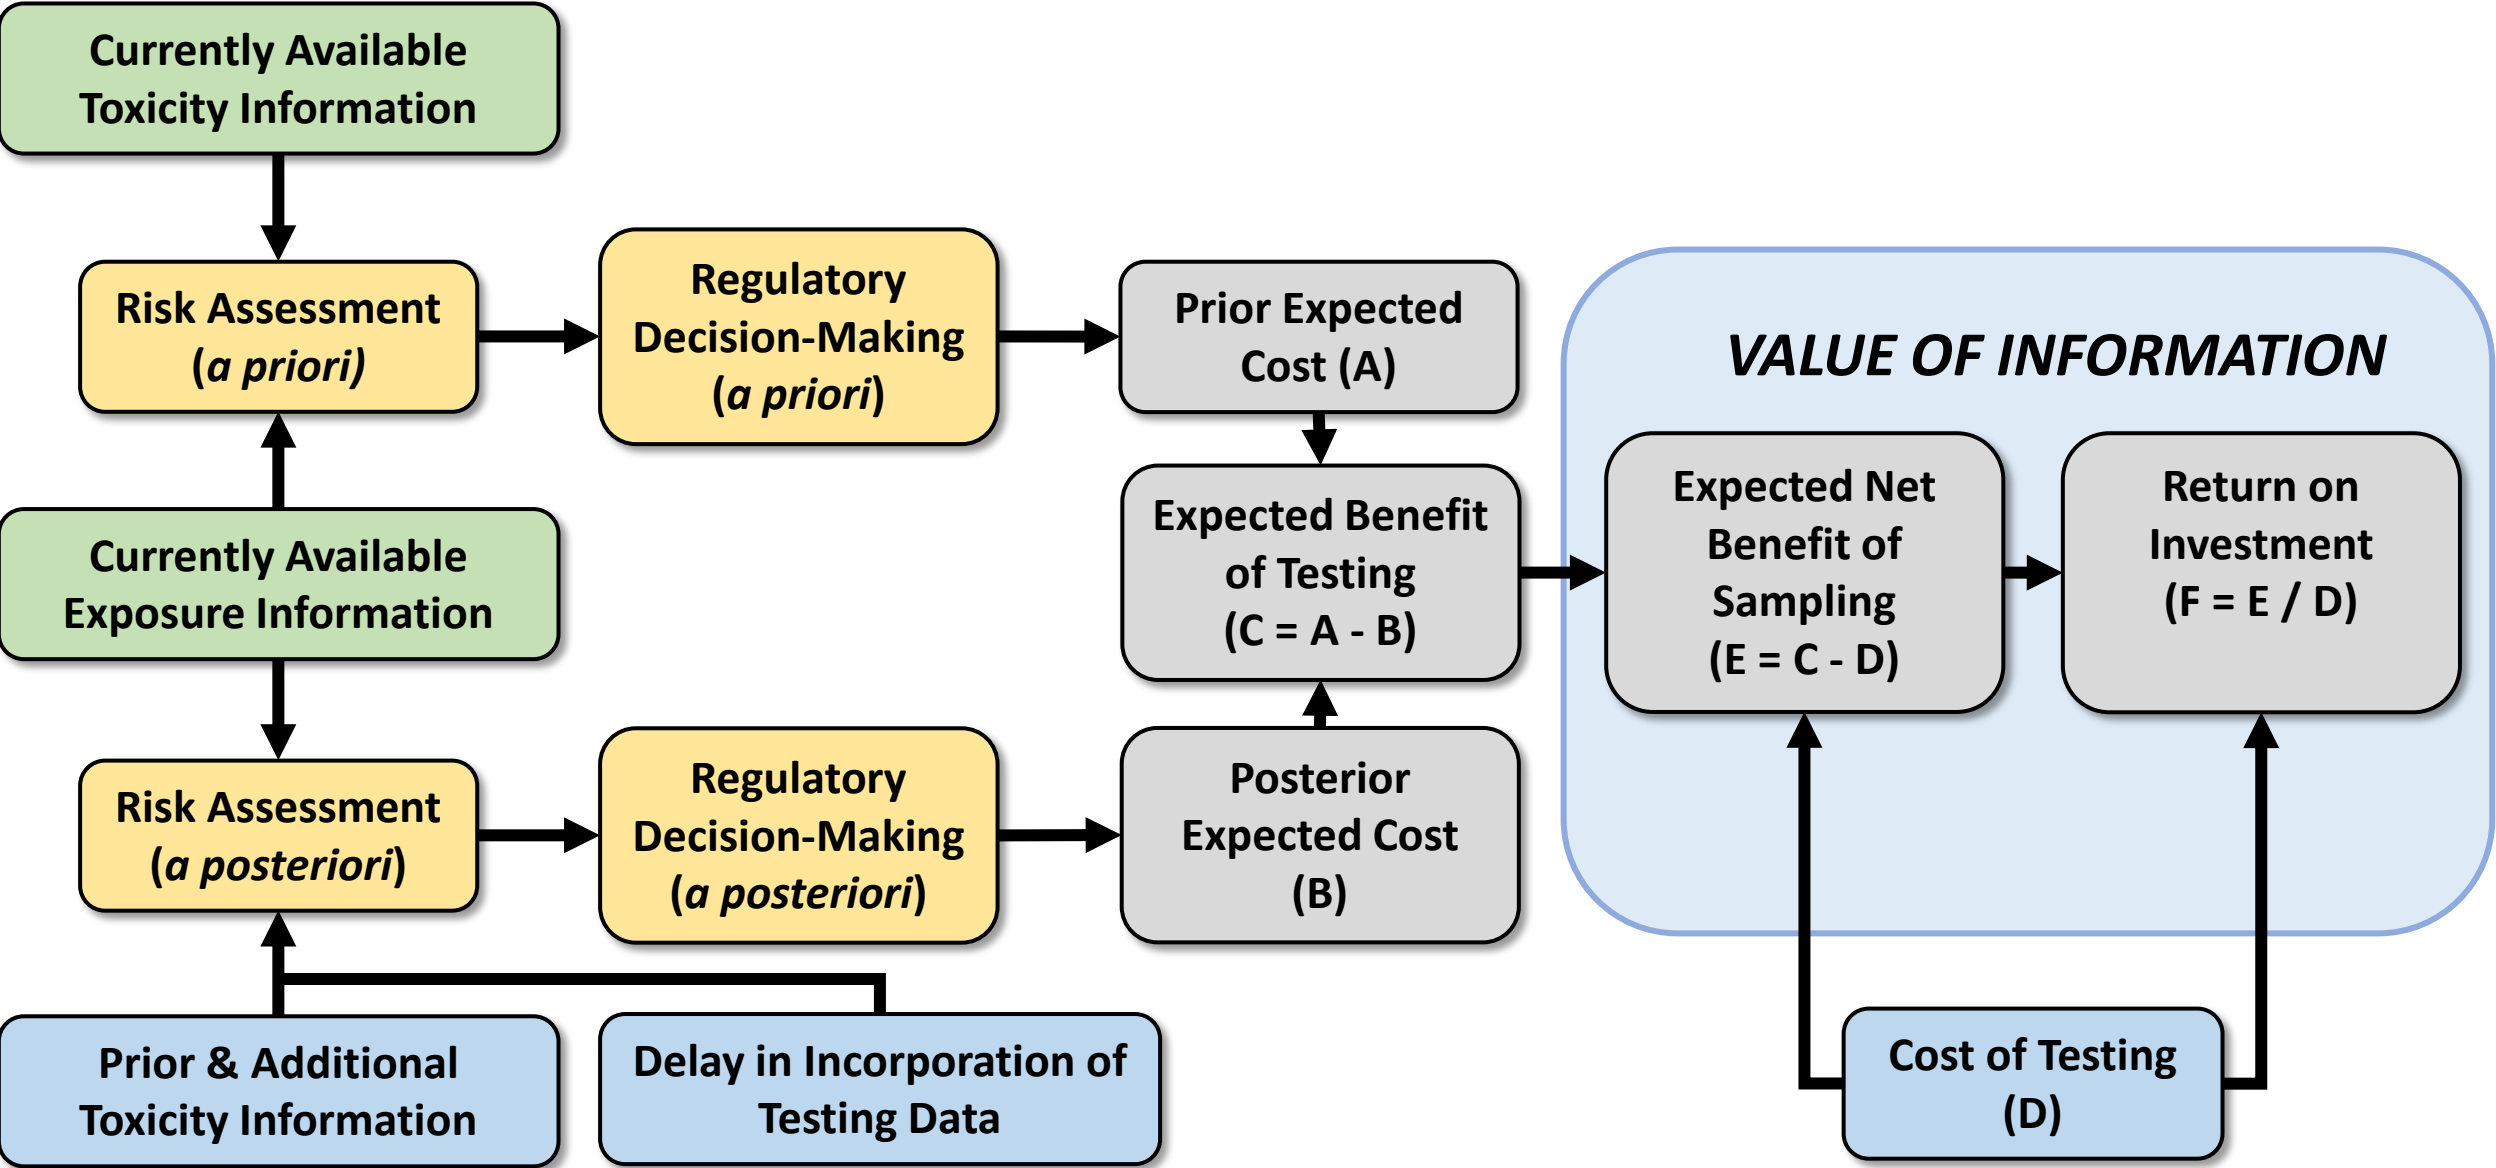 Currently Available
Toxicity Information
Risk Assessment
(a priori)
Regulatory
Decision-Making
(a priori)
Prior Expected
Cost (A)
VALUE OF INFORMATION
Currently Available
Exposure Information
Expected Benefit
of Testing
(C = A - B)
Expected Net
Benefit of
Sampling
(E = C - D)
Return on
Investment
(F = E / D)
Risk Assessment
(a posteriori)
Regulatory
Decision-Making
(a posteriori)
Posterior
Expected Cost
(B)
Prior & Additional
Toxicity Information
Delay in Incorporation of
Testing Data
Cost of Testing
(D)